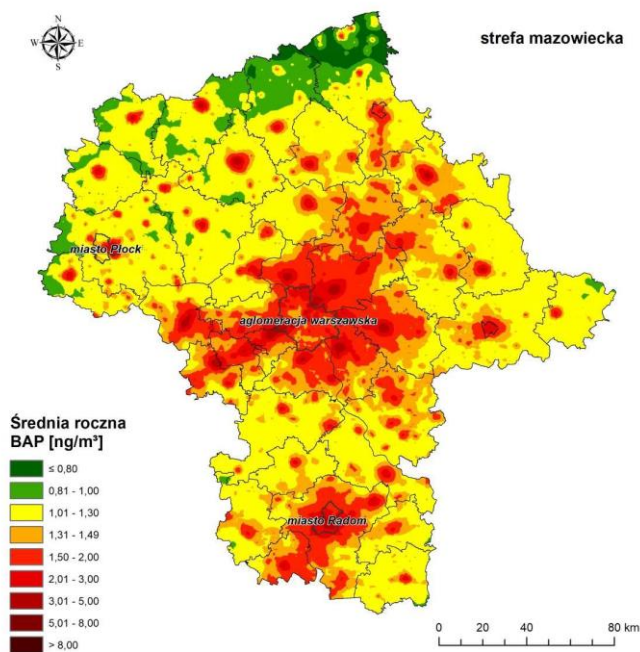 N
W E
S
strefa mazowiecka
miasto Płock
aglomeracja warszawska
miasto Radom
Średnia roczna
BAP [ng/m³]
≤ 0,80
0,81 - 1,00
1,01 - 1,30
1,31 - 1,49
1,50 - 2,00
2,01 - 3,00
3,01 - 5,00
5,01 - 8,00
> 8,00
0 20 40 80 km